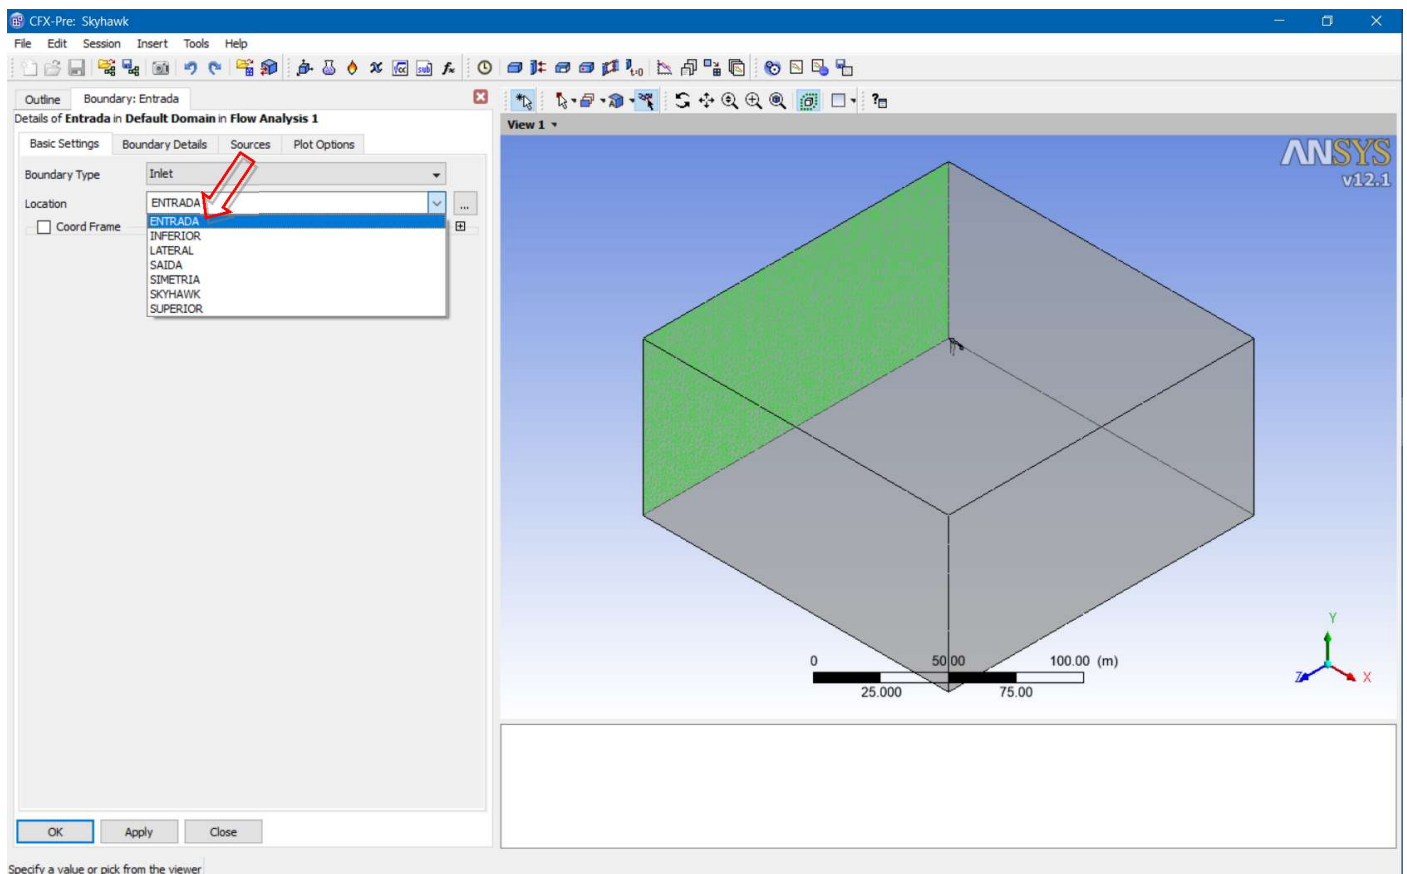 CFX-Pre: Skyhawk
File Edit Session Insert Tools Help
Outline Boundary: Entrada
Details of Entrada in Default Domain in Flow Analysis 1
Basic Settings Boundary Details Sources Plot Options
Boundary Type Inlet
Location ENTRADA ...
Coord Frame
ENTRADA
INFERIOR
LATERAL
SAIDA
SIMETRIA
SKYHAWK
SUPERIOR
OK Apply Close
Specify a value or pick from the viewer
View 1
ANSYS
v12.1
0 50.00 100.00 (m)
25.000 75.00
Y
Z X